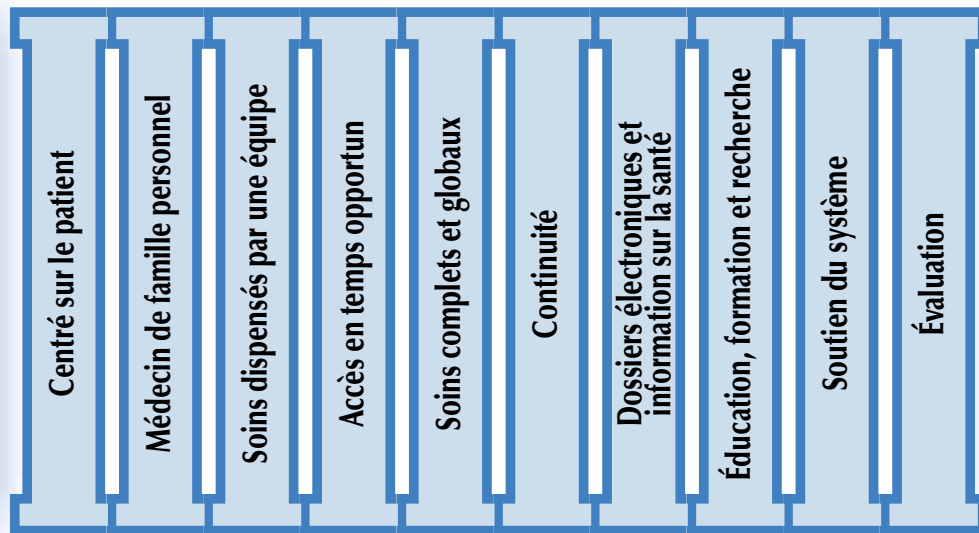 Centré sur le patient
Médecin de famille personnel
Soins dispensés par une équipe
Accès en temps opportun
Soins complets et globaux
Continuité
Dossiers électroniques et
information sur la santé
Éducation, formation et recherche
Soutien du système
Évaluation